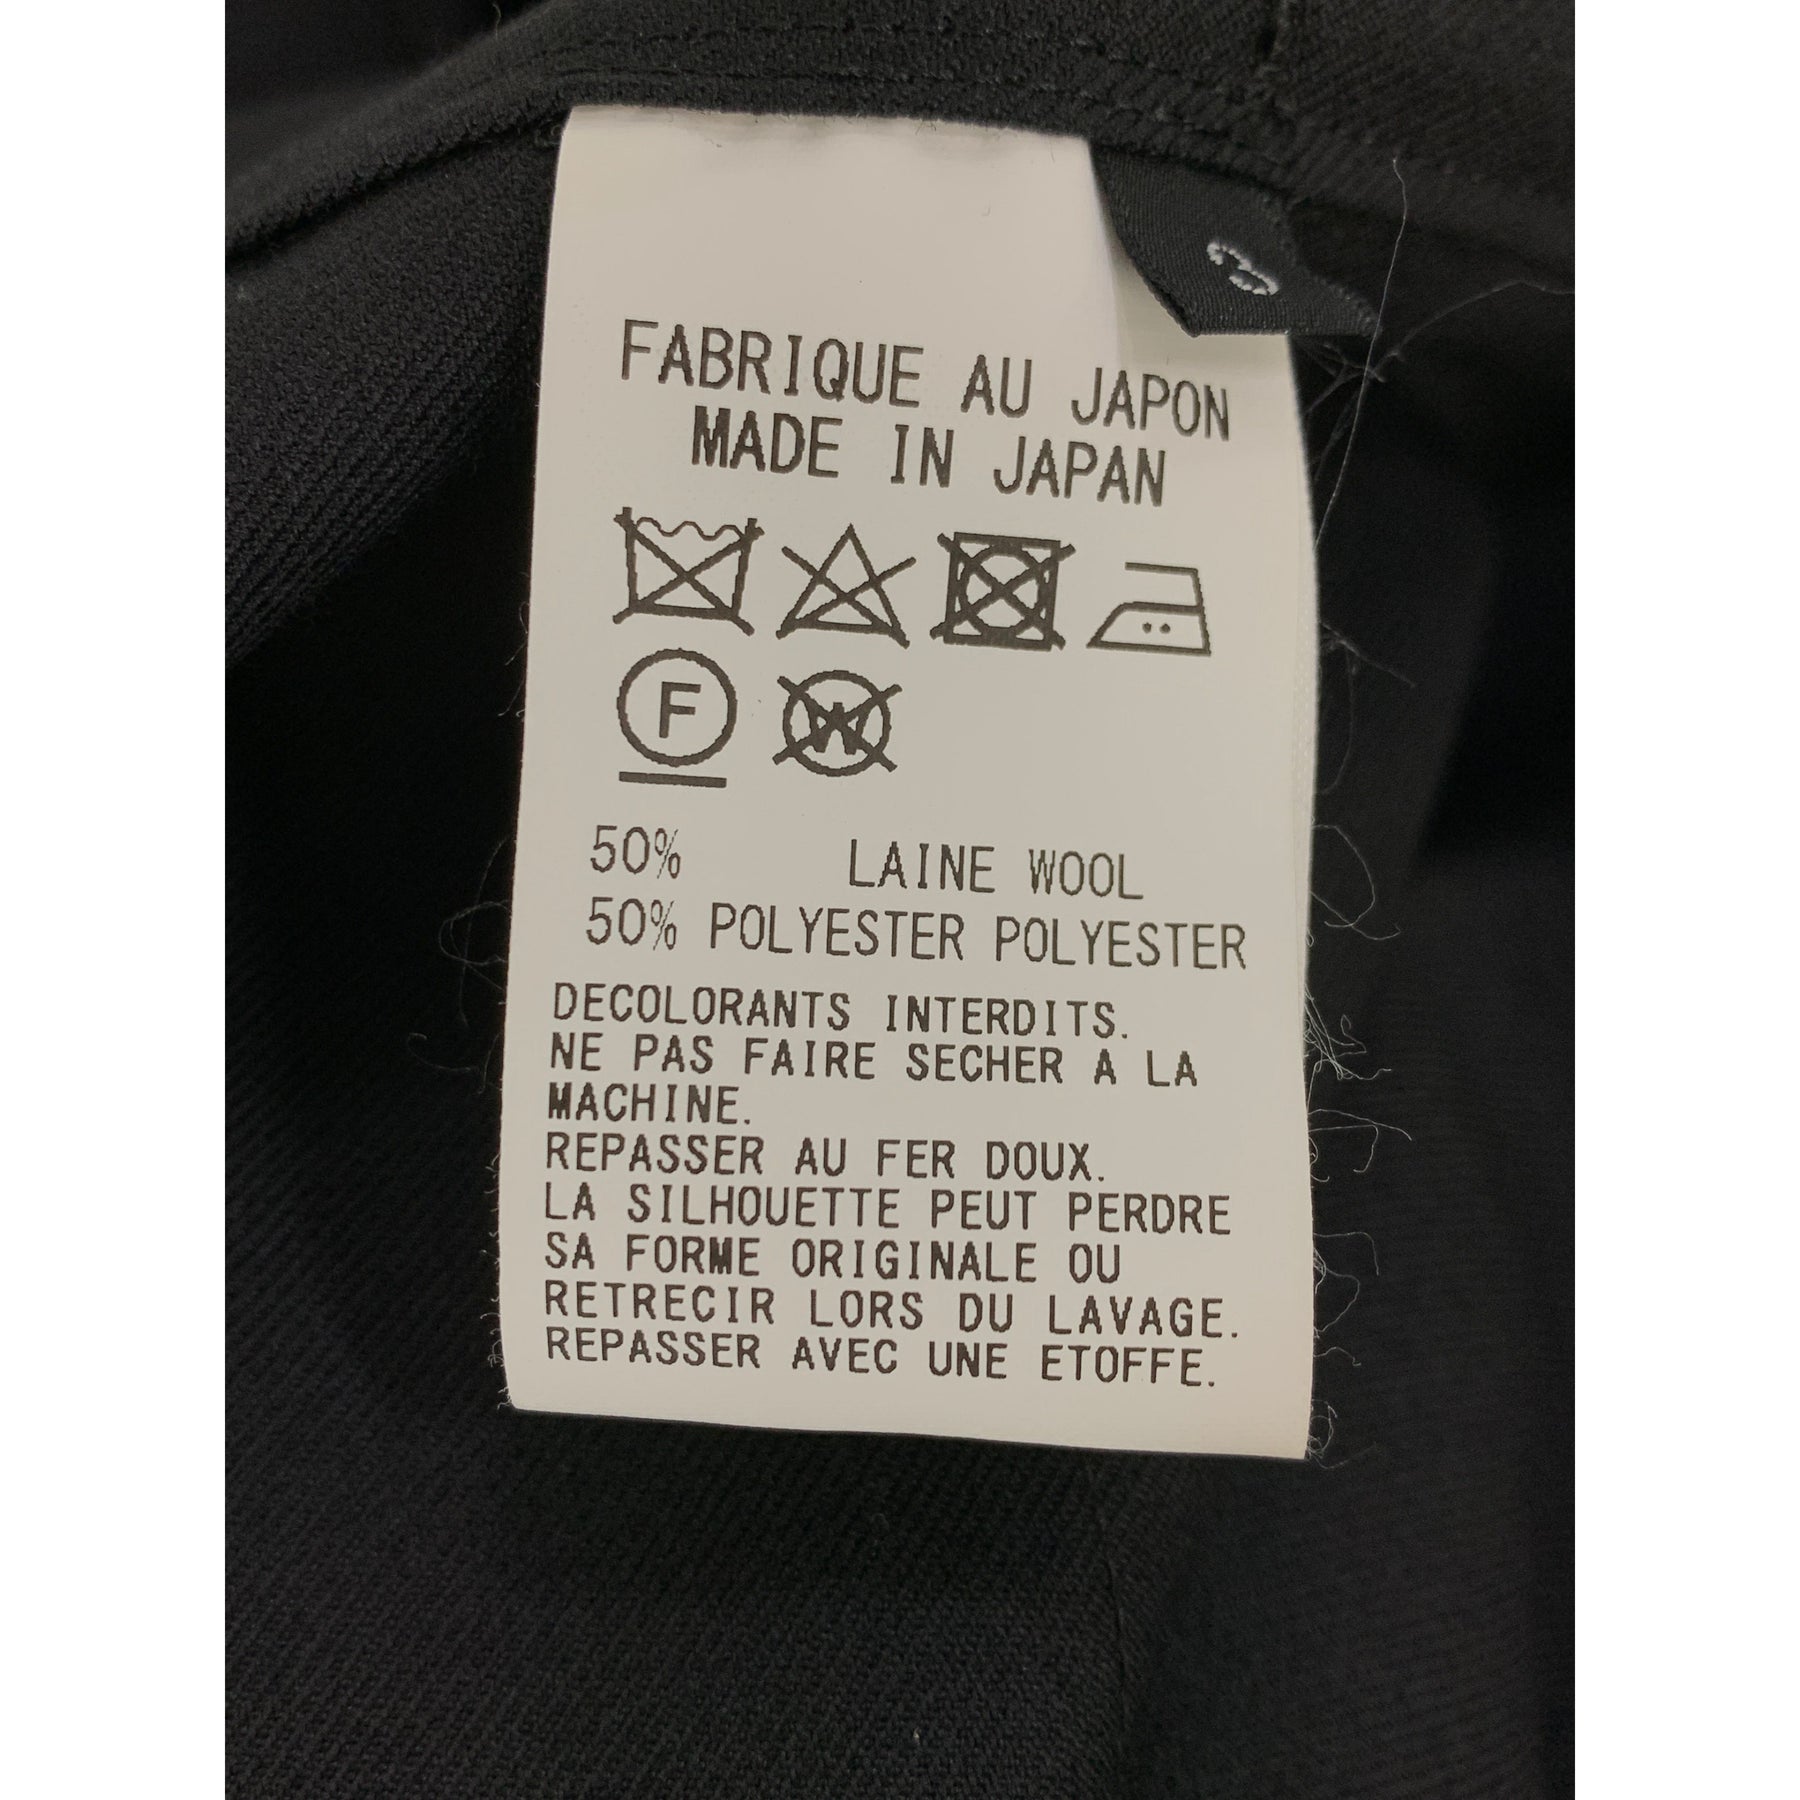 3
FABRIQUE AU JAPON
MADE IN JAPAN
F W
50% LAINE WOOL
50% POLYESTER POLYESTER
DECOLORANTS INTERDITS.
NE PAS FAIRE SECHER A LA
MACHINE.
REPASSER AU FER DOUX.
LA SILHOUETTE PEUT PERDRE
SA FORME ORIGINALE OU
RETRECIR LORS DU LAVAGE.
REPASSER AVEC UNE ETOFFE.